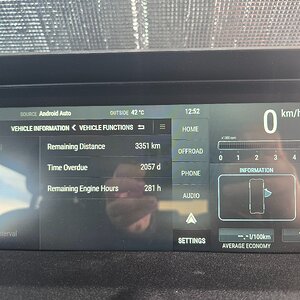 SOURCE: Android Auto OUTSIDE 42 °C 12:52
VEHICLE INFORMATION < VEHICLE FUNCTIONS
Remaining Distance 3351 km
Time Overdue 2057 d
Remaining Engine Hours 281 h
HOME
OFFROAD
PHONE
AUDIO
SETTINGS
0 km/h
0 1 2 3 4
INFORMATION
--.- l/100km
AVERAGE ECONOMY